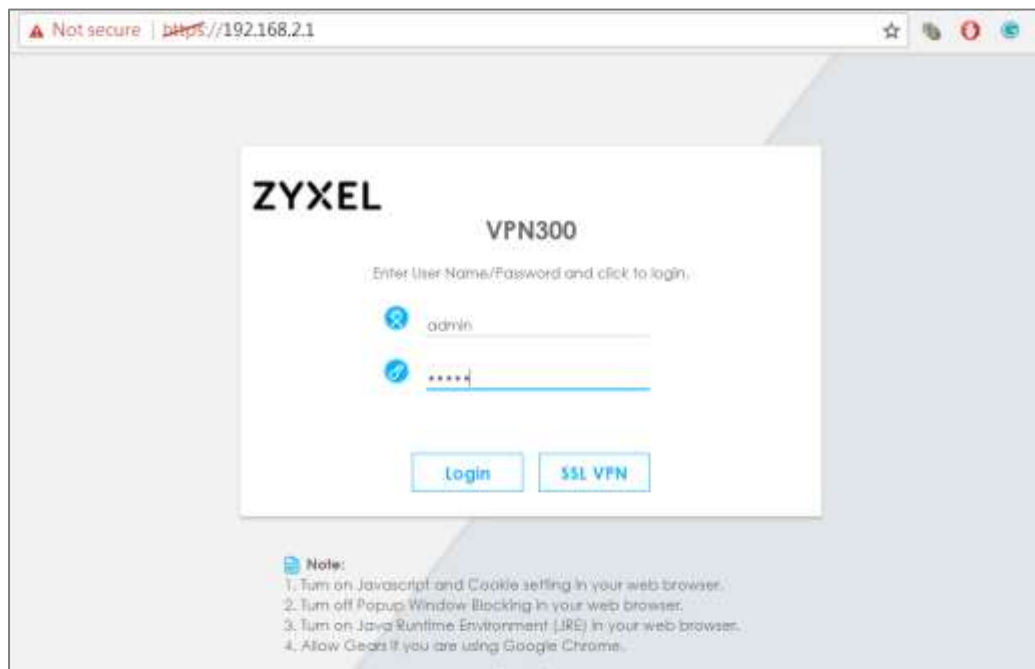 Not secure | https://192.168.2.1
ZYXEL
VPN300
Enter User Name/Password and click to login.
admin
•••••
Login SSL VPN
Note:
1. Turn on Javascript and Cookie setting in your web browser.
2. Turn off Popup Window Blocking in your web browser.
3. Turn on Java Runtime Environment (JRE) in your web browser.
4. Allow Gears if you are using Google Chrome.